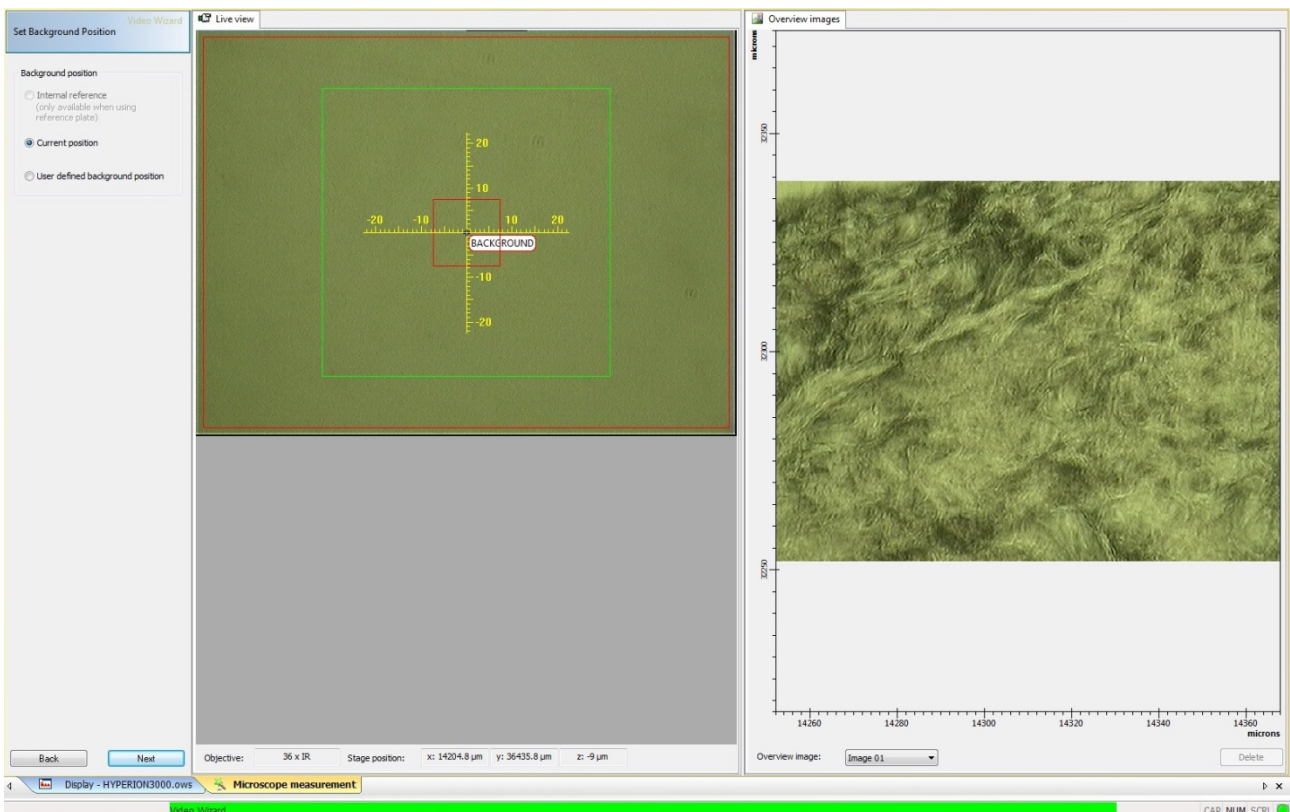 Video Wizard
Set Background Position
Background position
Internal reference
(only available when using
reference plate)
Current position
User defined background position
Back
Next
Live view
20
10
-20 -10 10 20
BACKGROUND
-10
-20
Objective: 36 x IR Stage position: x: 14204.8 µm y: 36435.8 µm z: -9 µm
Overview images
microns
32350
32300
32250
14260 14280 14300 14320 14340 14360
microns
Overview image: Image 01 Delete
Display - HYPERION3000.ows Microscope measurement
Video Wizard CAP NUM SCRL